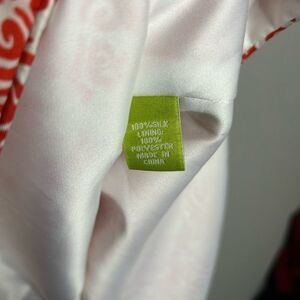 100%SILK
LINING:
100%
POLYESTER
MADE IN
CHINA